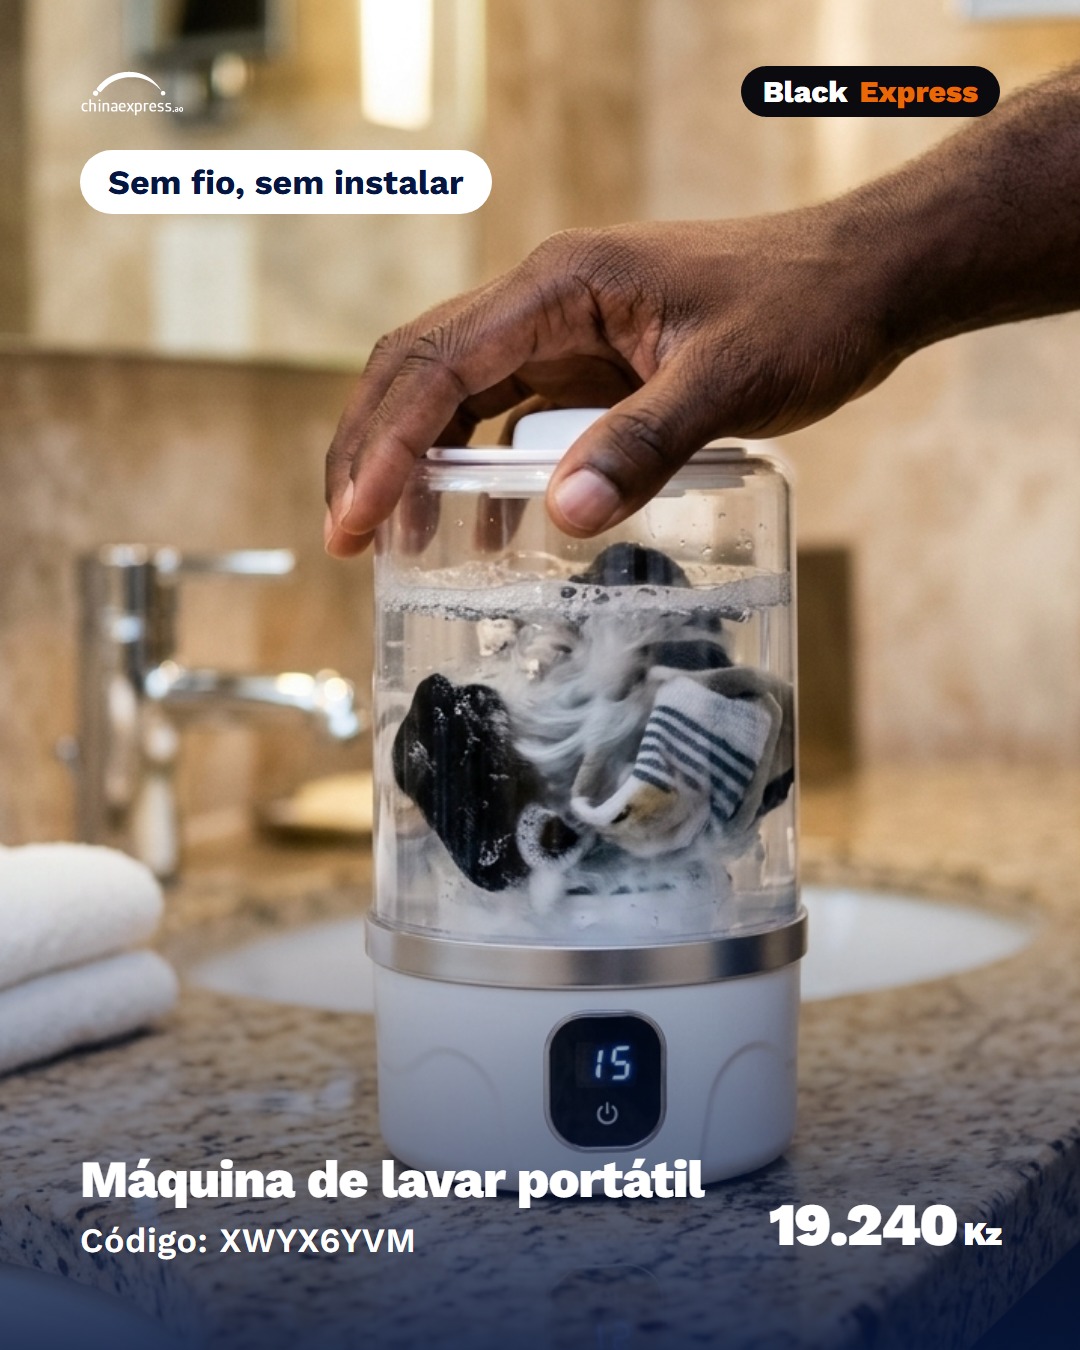 chinaexpress.ao
Black Express
Sem fio, sem instalar
15
Máquina de lavar portátil
Código: XWYX6YVM
19.240 Kz